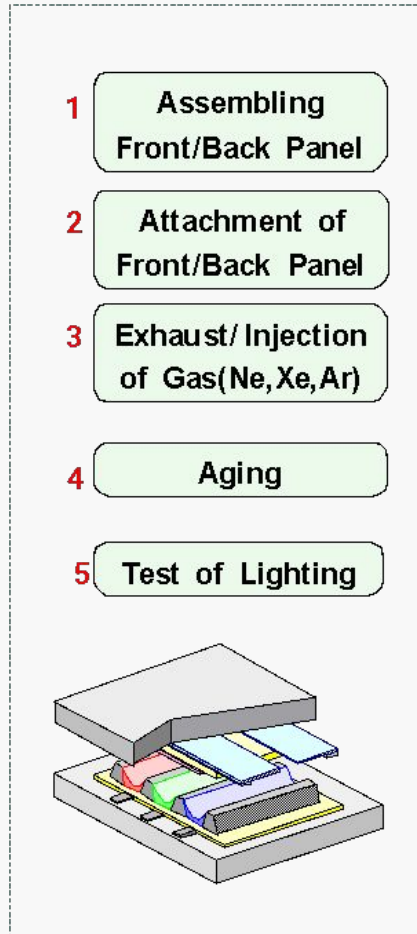 1 Assembling
Front/Back Panel
2 Attachment of
Front/Back Panel
3 Exhaust/Injection
of Gas(Ne,Xe,Ar)
4 Aging
5 Test of Lighting